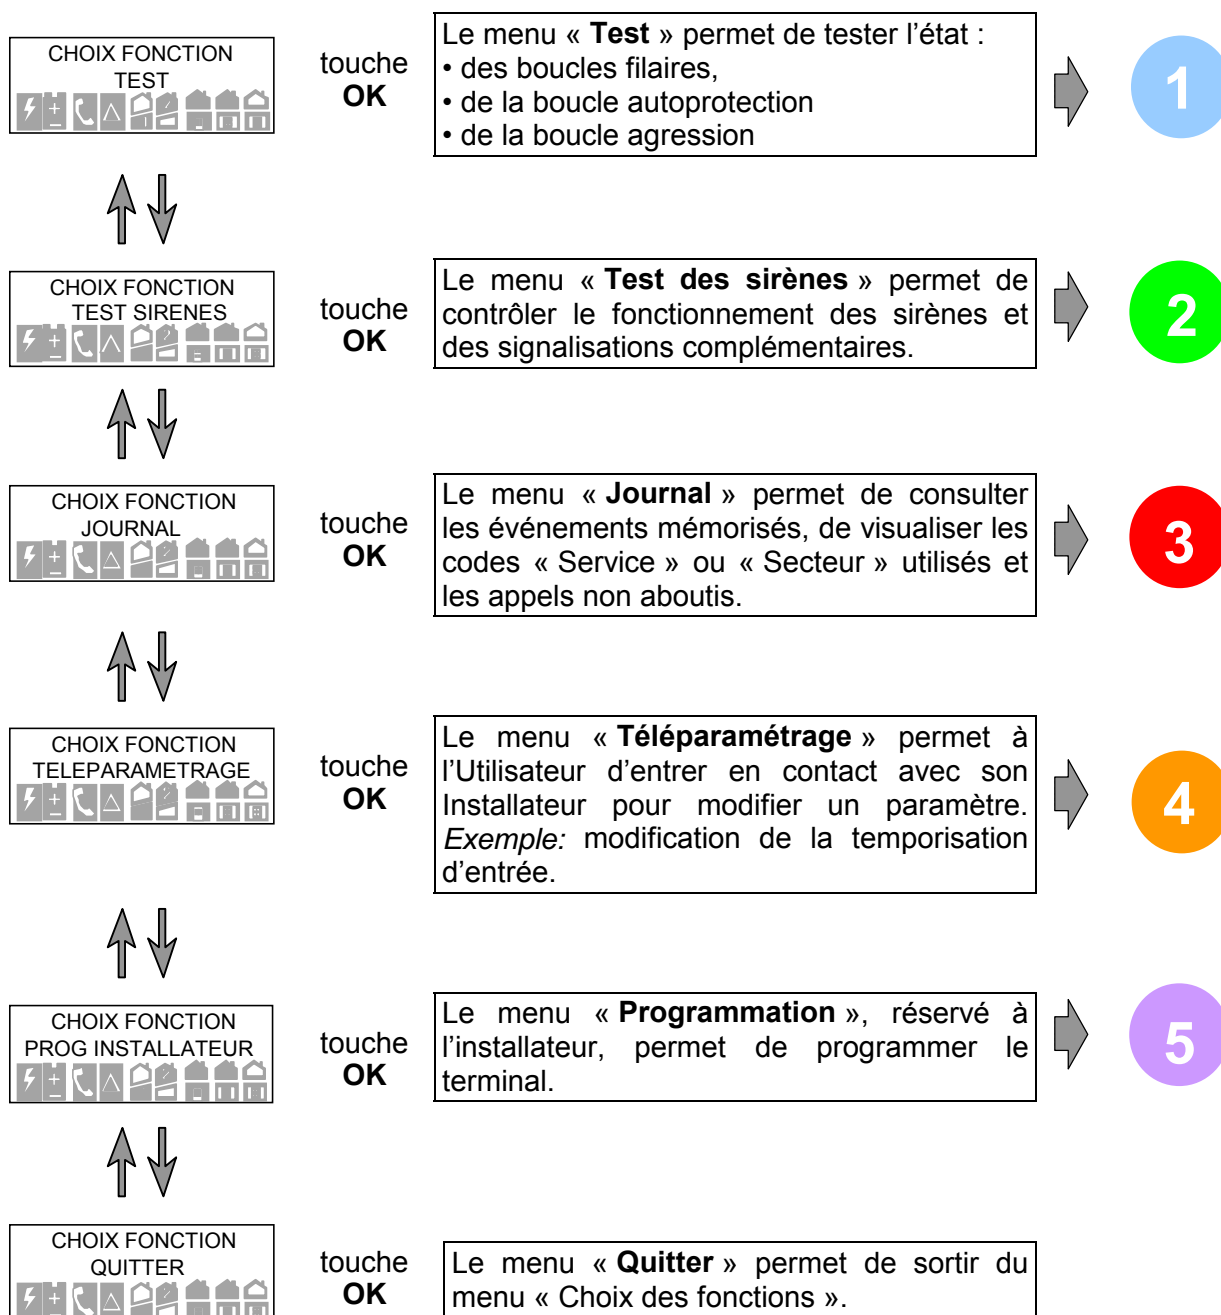 CHOIX FONCTION
TEST
touche
OK
Le menu « Test » permet de tester l’état :
• des boucles filaires,
• de la boucle autoprotection
• de la boucle agression
1
CHOIX FONCTION
TEST SIRENES
touche
OK
Le menu « Test des sirènes » permet de
contrôler le fonctionnement des sirènes et
des signalisations complémentaires.
2
CHOIX FONCTION
JOURNAL
touche
OK
Le menu « Journal » permet de consulter
les événements mémorisés, de visualiser les
codes « Service » ou « Secteur » utilisés et
les appels non aboutis.
3
CHOIX FONCTION
TELEPARAMETRAGE
touche
OK
Le menu « Téléparamétrage » permet à
l’Utilisateur d’entrer en contact avec son
Installateur pour modifier un paramètre.
Exemple: modification de la temporisation
d’entrée.
4
CHOIX FONCTION
PROG INSTALLATEUR
touche
OK
Le menu « Programmation », réservé à
l’installateur, permet de programmer le
terminal.
5
CHOIX FONCTION
QUITTER
touche
OK
Le menu « Quitter » permet de sortir du
menu « Choix des fonctions ».